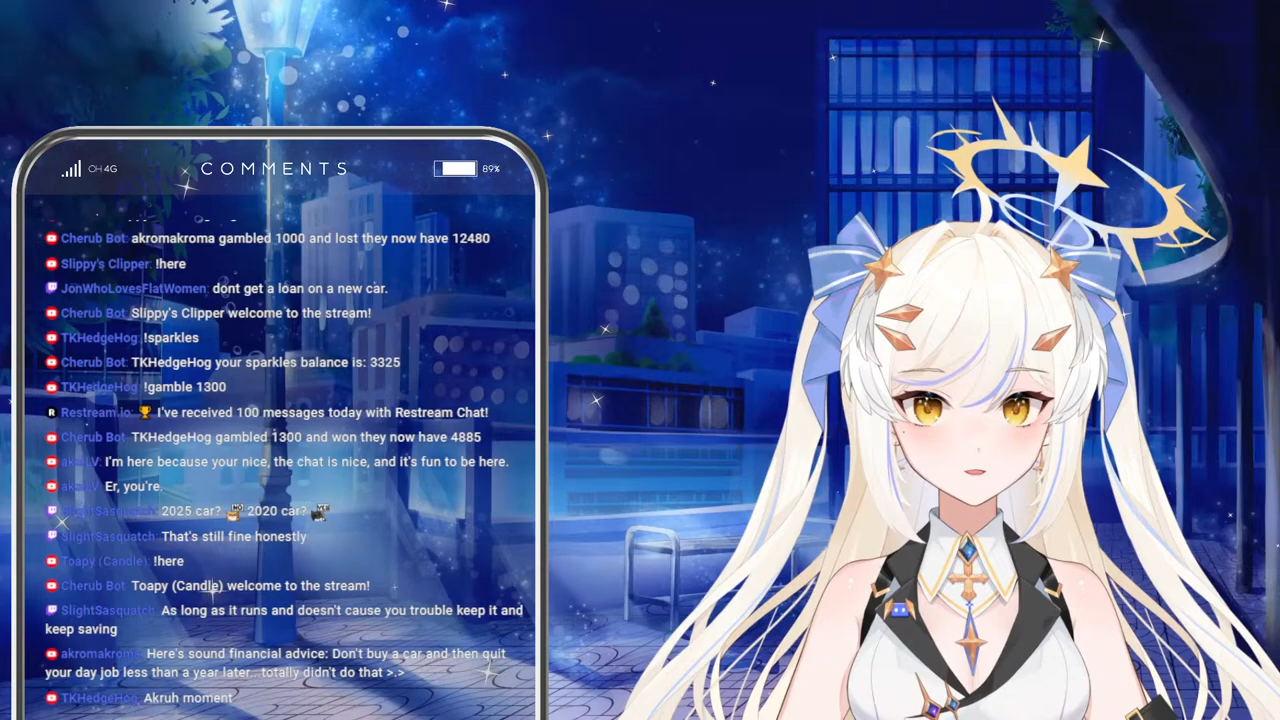 OH 4G COMMENTS 89%
Cherub Bot: akromakroma gambled 1000 and lost they now have 12480
Slippy's Clipper: !here
JonWhoLovesFlatWomen: dont get a loan on a new car.
Cherub Bot: Slippy's Clipper welcome to the stream!
TKHedgeHog: !sparkles
Cherub Bot: TKHedgeHog your sparkles balance is: 3325
TKHedgeHog: !gamble 1300
R Restream.io: 🏆 I've received 100 messages today with Restream Chat!
Cherub Bot: TKHedgeHog gambled 1300 and won they now have 4885
I'm here because your nice, the chat is nice, and it's fun to be here.
Er, you're.
SlightSasquatch: 2025 car? 2020 car?
SlightSasquatch: That's still fine honestly
Toapy (Candle): !here
Cherub Bot: Toapy (Candle) welcome to the stream!
SlightSasquatch: As long as it runs and doesn't cause you trouble keep it and
keep saving
akromakroma: Here's sound financial advice: Don't buy a car and then quit
your day job less than a year later.. totally didn't do that >.>
TKHedgeHog: Akruh moment